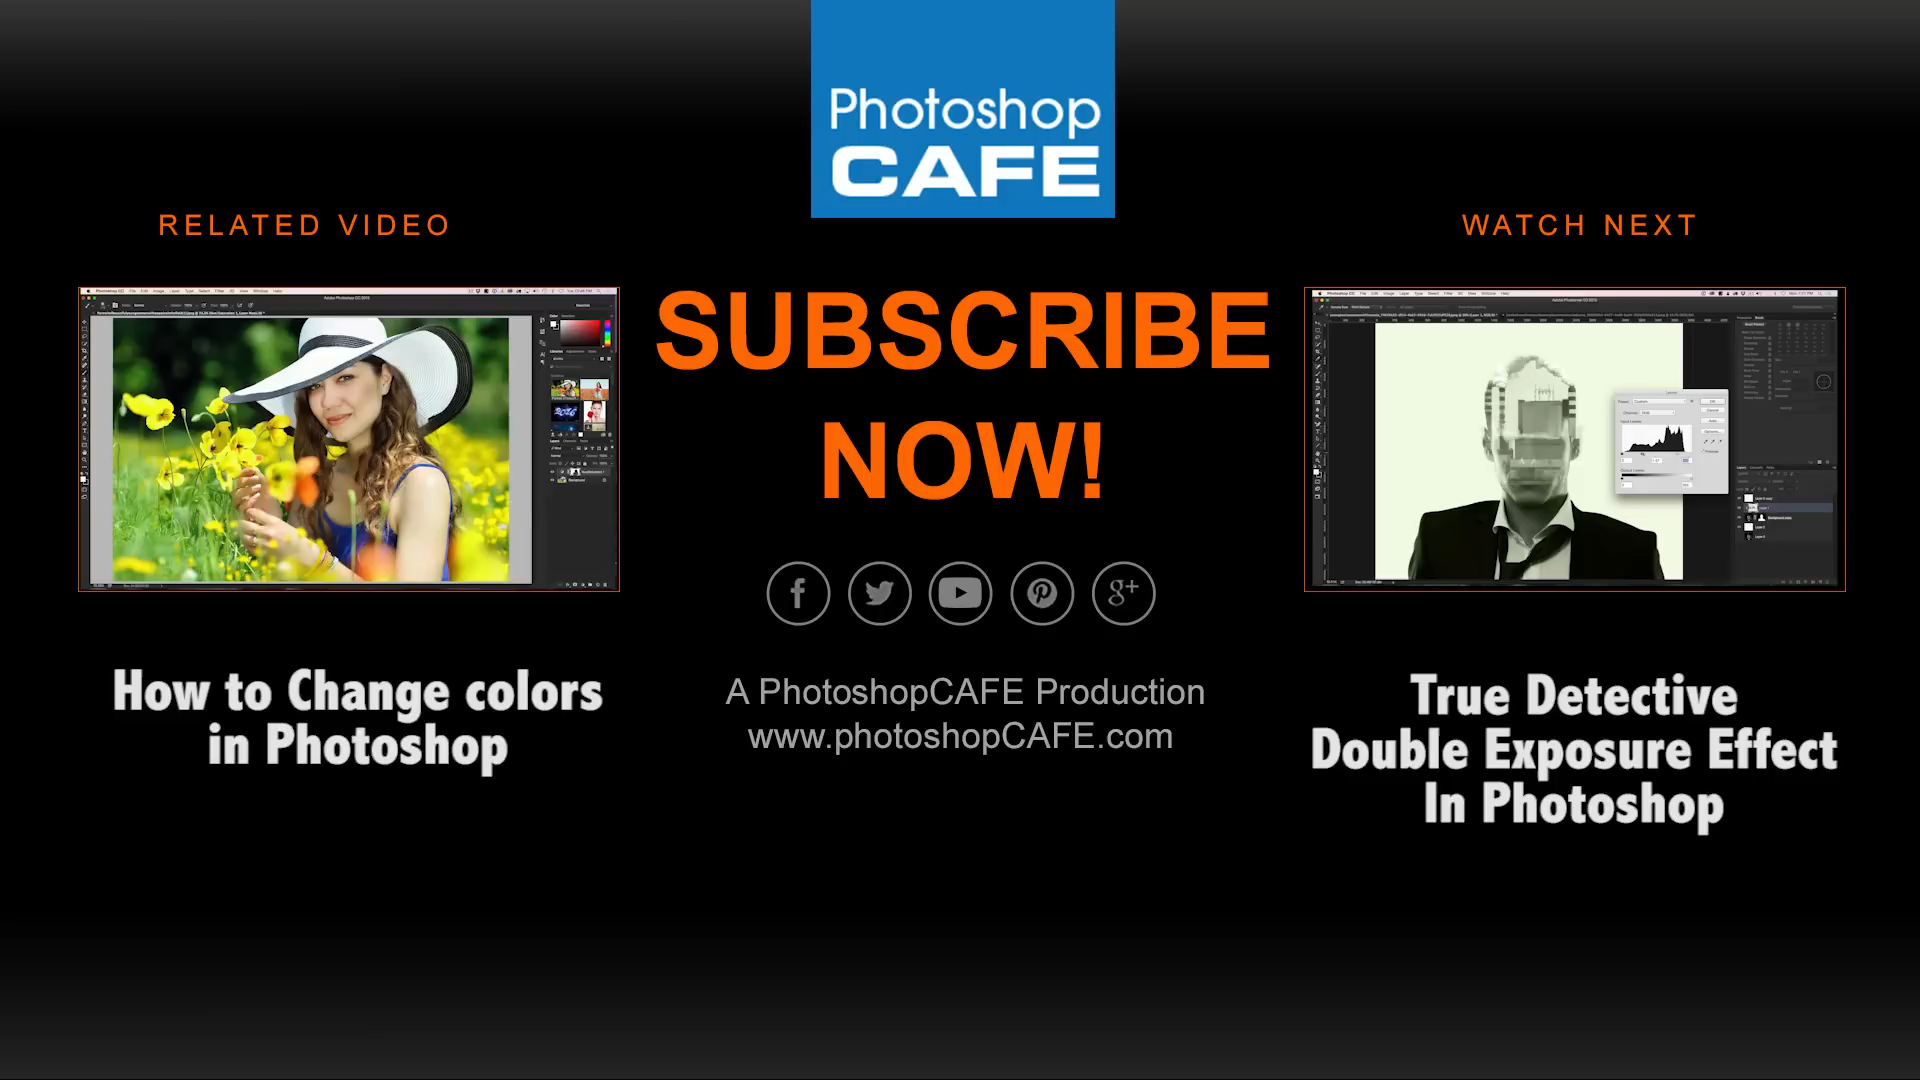 Photoshop
CAFE
RELATED VIDEO
WATCH NEXT
SUBSCRIBE
NOW!
How to Change colors
in Photoshop
A PhotoshopCAFE Production
www.photoshopCAFE.com
True Detective
Double Exposure Effect
In Photoshop